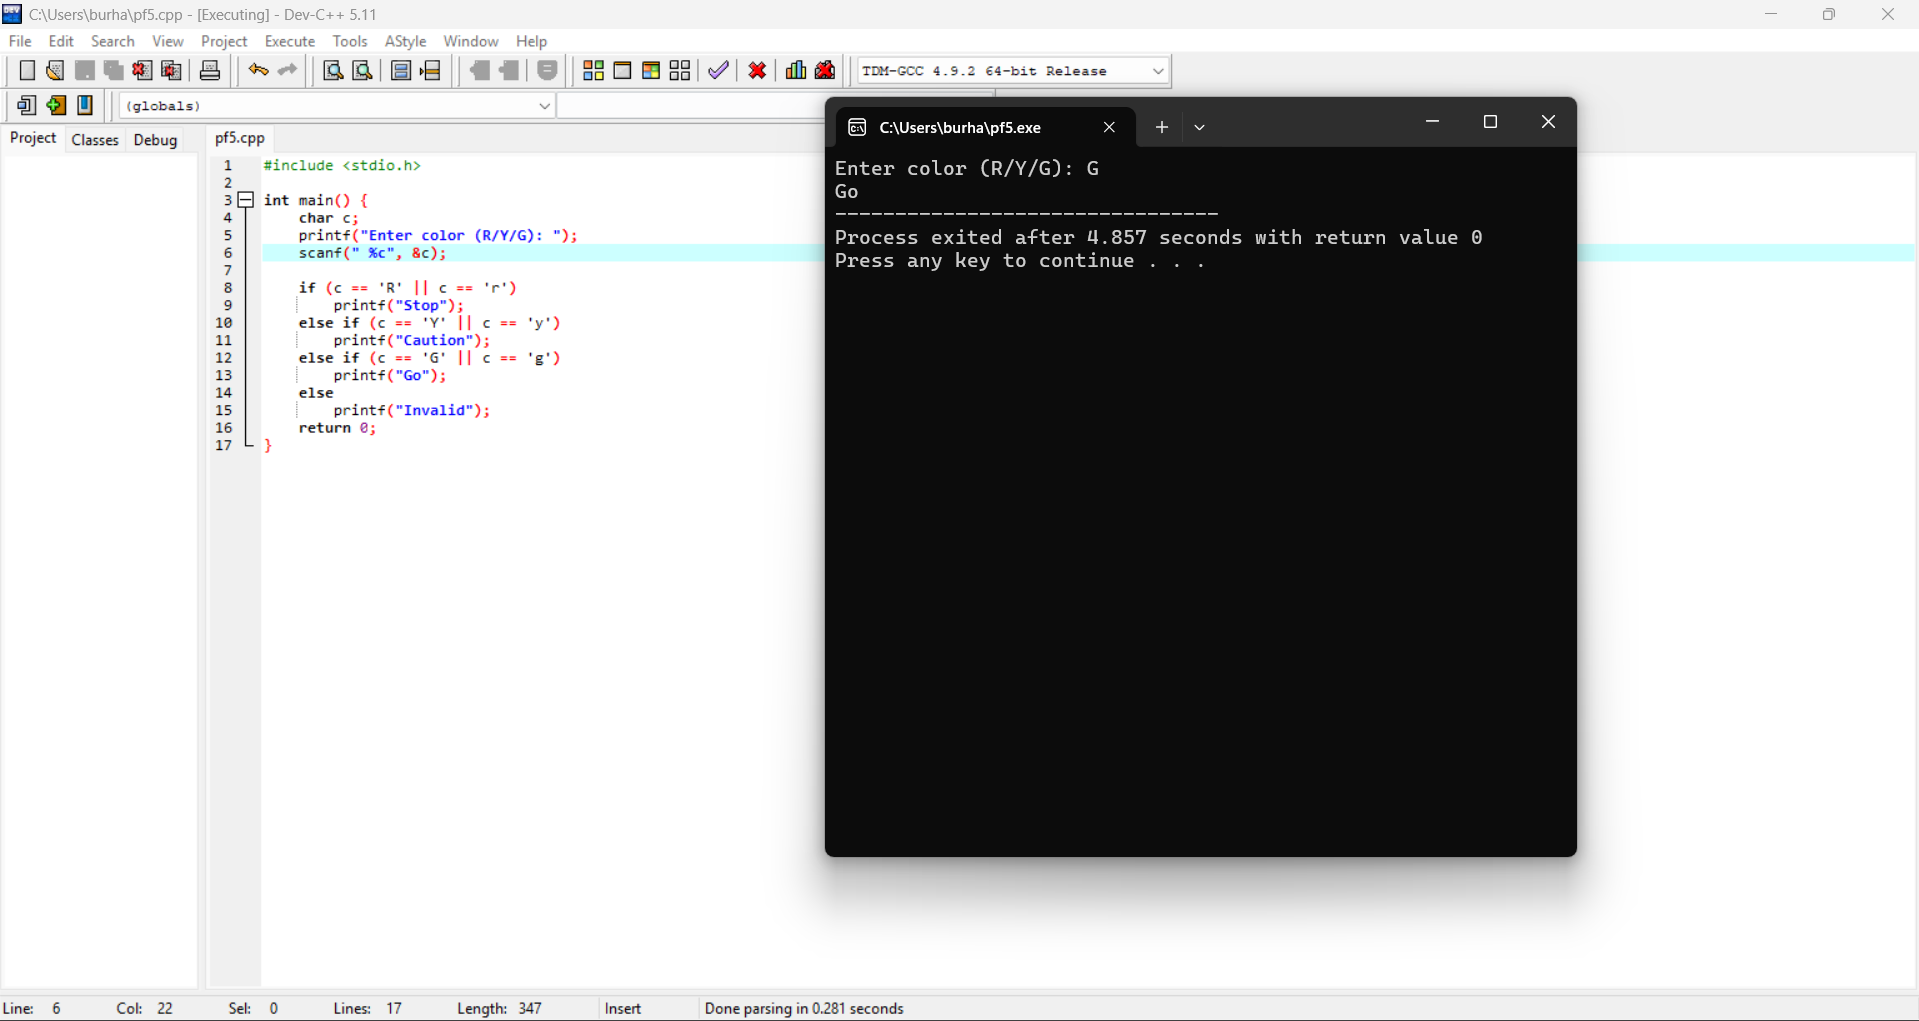 C:\Users\burha\pf5.cpp - [Executing] - Dev-C++ 5.11
File Edit Search View Project Execute Tools AStyle Window Help
TDM-GCC 4.9.2 64-bit Release
(globals)
Project Classes Debug
pf5.cpp
1 #include <stdio.h>
2
3 int main() {
4 char c;
5 printf("Enter color (R/Y/G): ");
6 scanf(" %c", &c);
7
8 if (c == 'R' || c == 'r')
9 printf("Stop");
10 else if (c == 'Y' || c == 'y')
11 printf("Caution");
12 else if (c == 'G' || c == 'g')
13 printf("Go");
14 else
15 printf("Invalid");
16 return 0;
17 }
C:\Users\burha\pf5.exe
Enter color (R/Y/G): G
Go
--------------------------------
Process exited after 4.857 seconds with return value 0
Press any key to continue . . .
Line: 6 Col: 22 Sel: 0 Lines: 17 Length: 347 Insert Done parsing in 0.281 seconds